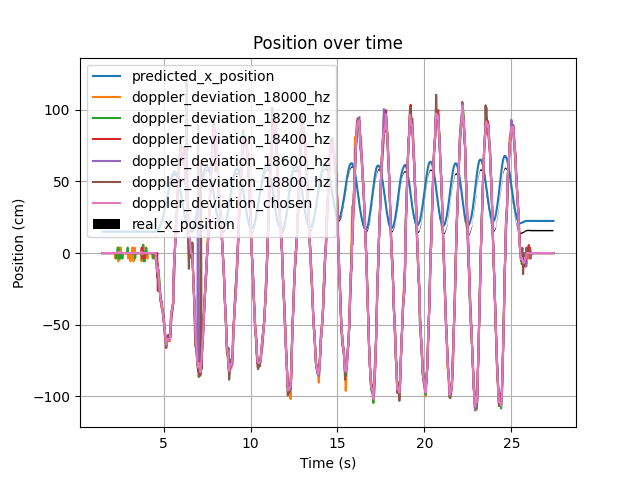 Position over time
predicted_x_position
doppler_deviation_18000_hz
doppler_deviation_18200_hz
doppler_deviation_18400_hz
doppler_deviation_18600_hz
doppler_deviation_18800_hz
doppler_deviation_chosen
real_x_position
Position (cm)
100
50
0
−50
−100
5
10
15
20
25
Time (s)